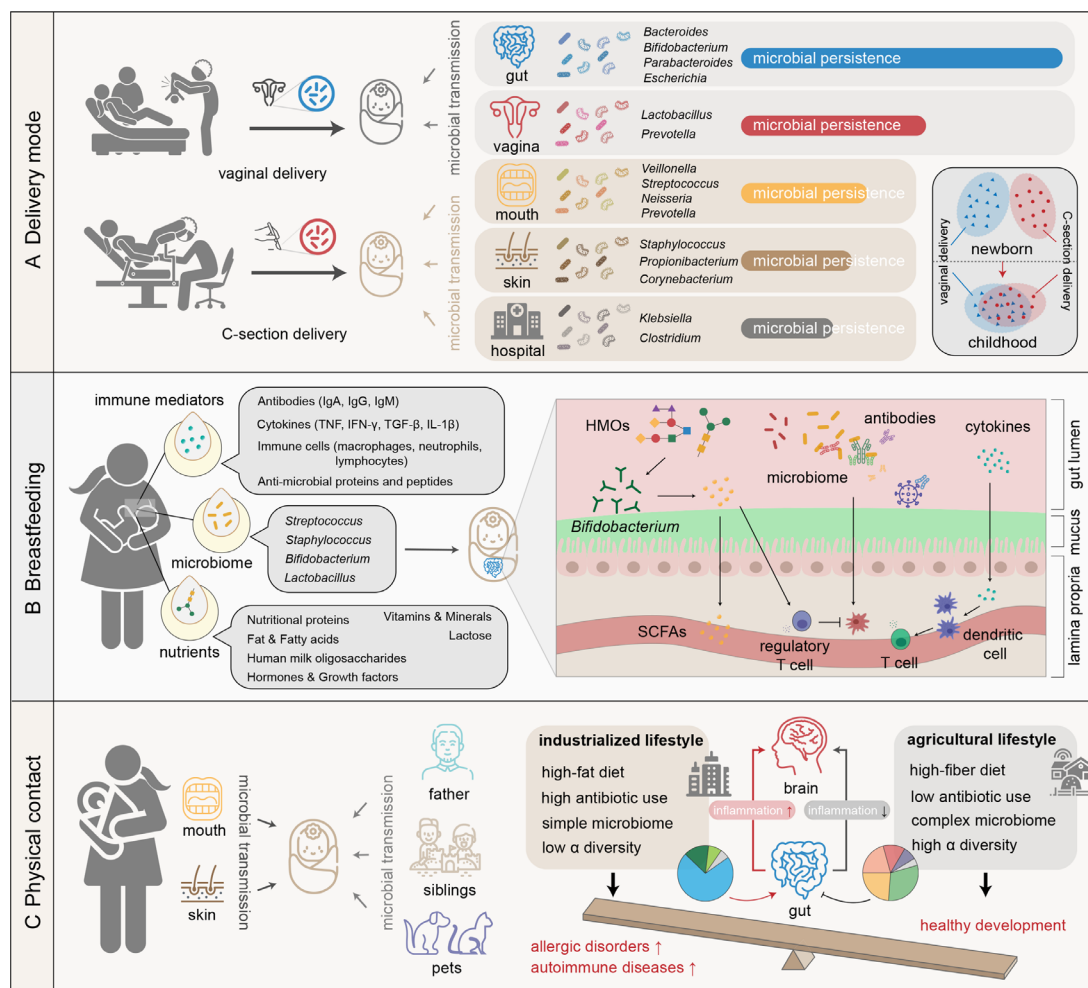 A Delivery mode
vaginal delivery
C-section delivery
microbial transmission
microbial transmission
gut
Bacteroides
Bifidobacterium
Parabacteroides
Escherichia
microbial persistence
vagina
Lactobacillus
Prevotella
microbial persistence
mouth
Veillonella
Streptococcus
Neisseria
Prevotella
microbial persistence
skin
Staphylococcus
Propionibacterium
Corynebacterium
microbial persistence
hospital
Klebsiella
Clostridium
microbial persistence
vaginal delivery
C-section delivery
newborn
childhood
B Breastfeeding
immune mediators
Antibodies (IgA, IgG, IgM)
Cytokines (TNF, IFN-γ, TGF-β, IL-1β)
Immune cells (macrophages, neutrophils,
lymphocytes)
Anti-microbial proteins and peptides
microbiome
Streptococcus
Staphylococcus
Bifidobacterium
Lactobacillus
nutrients
Nutritional proteins
Vitamins & Minerals
Fat & Fatty acids
Lactose
Human milk oligosaccharides
Hormones & Growth factors
HMOs
antibodies
cytokines
microbiome
Bifidobacterium
SCFAs
regulatory
T cell
T cell
dendritic
cell
gut lumen
mucus
lamina propria
C Physical contact
mouth
skin
microbial transmission
microbial transmission
father
siblings
pets
industrialized lifestyle
high-fat diet
high antibiotic use
simple microbiome
low α diversity
brain
inflammation ↑
inflammation ↓
gut
agricultural lifestyle
high-fiber diet
low antibiotic use
complex microbiome
high α diversity
allergic disorders ↑
autoimmune diseases ↑
healthy development